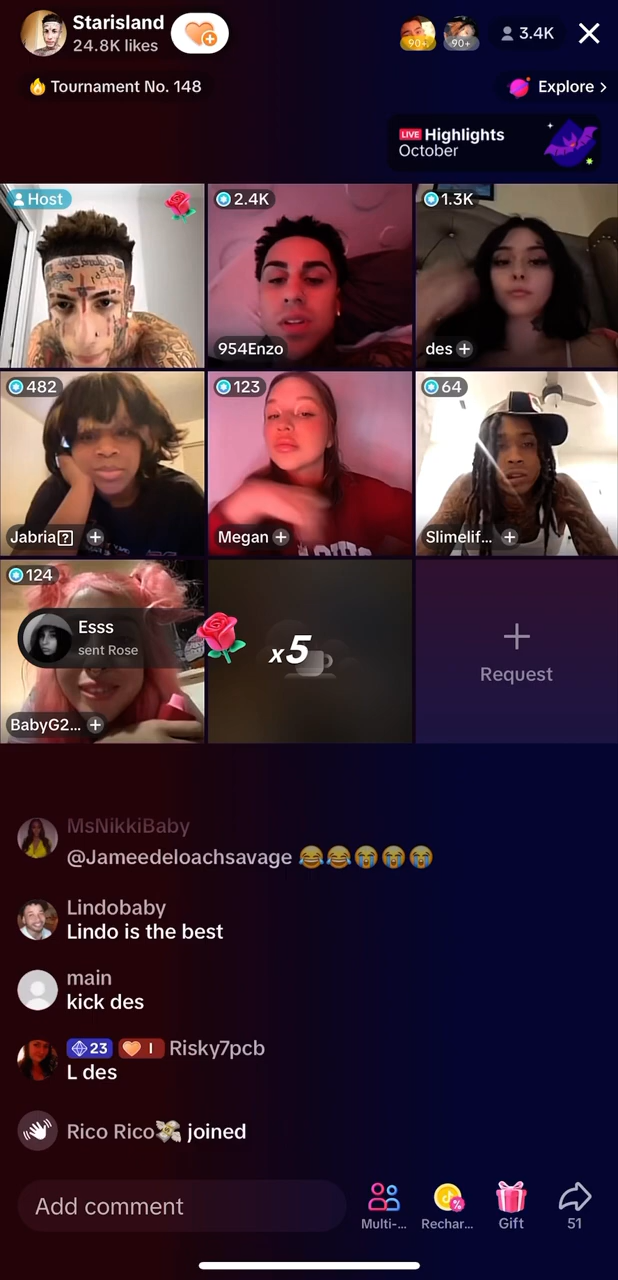 Starisland
24.8K likes
90+
90+
3.4K
Tournament No. 148
Explore >
LIVE Highlights
October
Host
2.4K
1.3K
954Enzo
des +
482
123
64
Jabria +
Megan +
Slimelif... +
124
Esss
sent Rose
x5
Request
BabyG2... +
MsNikkiBaby
@Jameedeloachsavage 😂😂😭😭😭
Lindobaby
Lindo is the best
main
kick des
23 I Risky7pcb
L des
Rico Rico💸 joined
Add comment
Multi-...
Rechar...
Gift
51